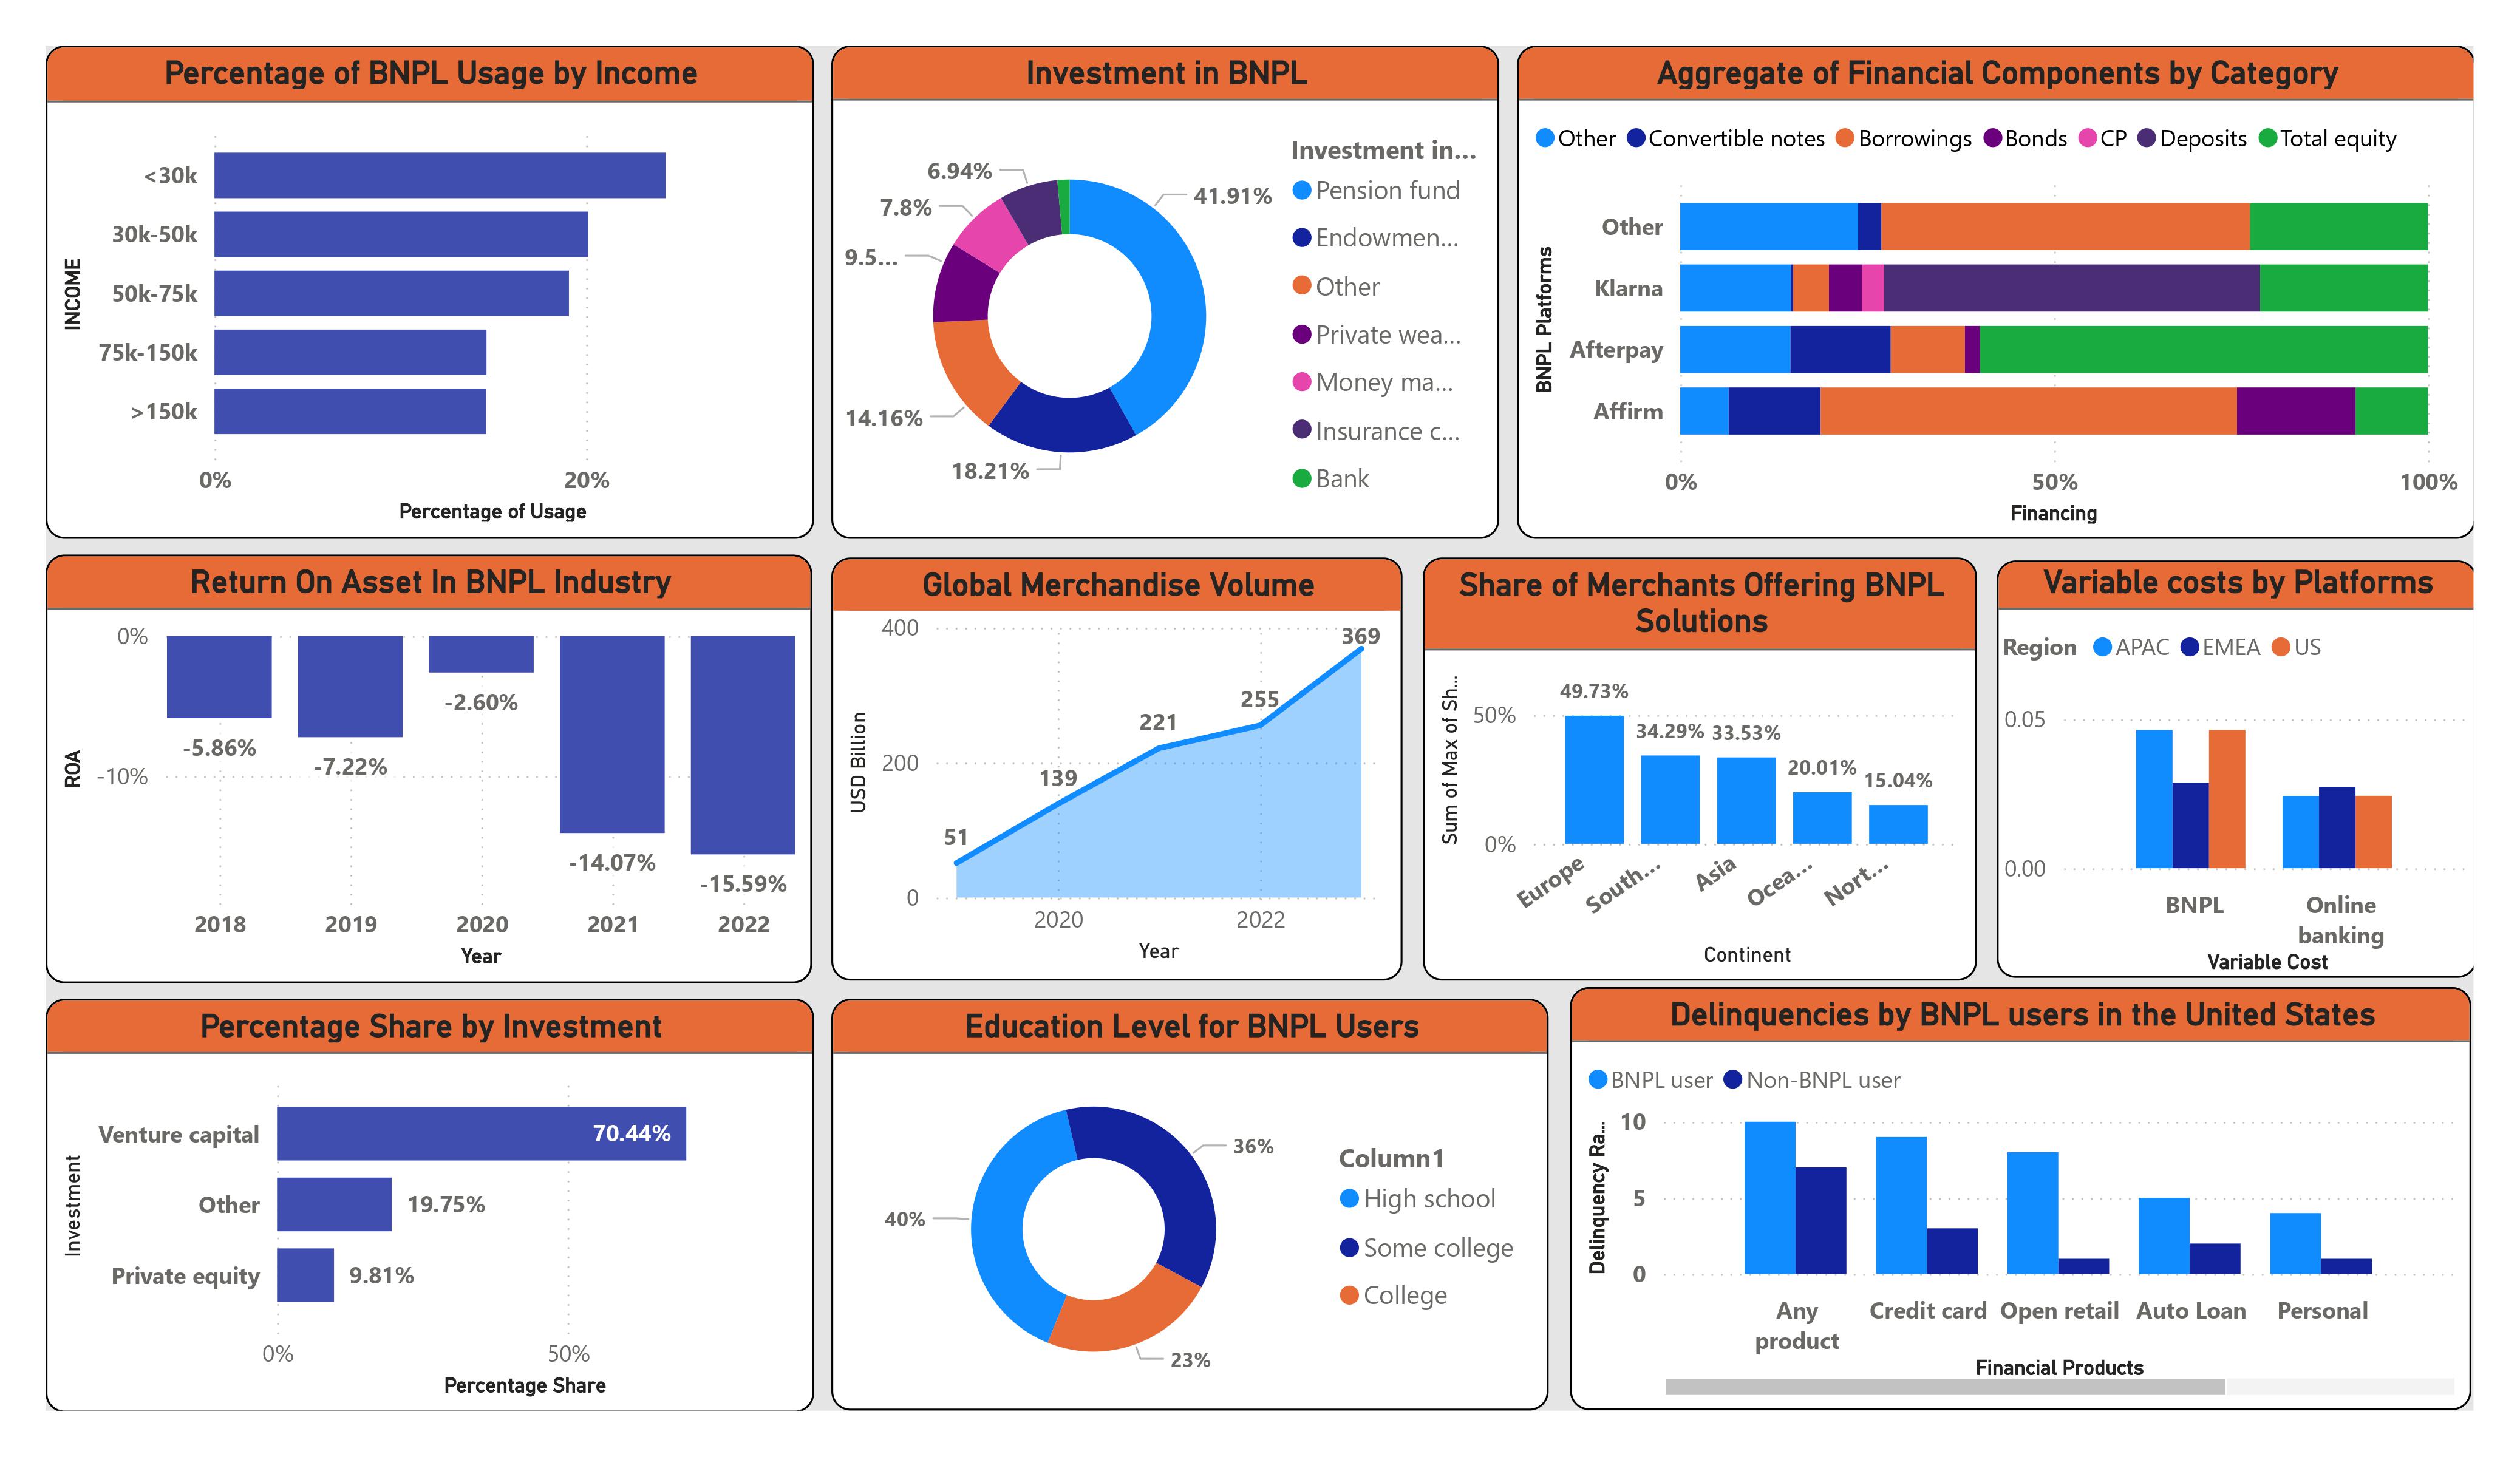 Percentage of BNPL Usage by Income
INCOME
<30k
30k-50k
50k-75k
75k-150k
>150k
0%
20%
Percentage of Usage
Investment in BNPL
6.94%
7.8%
9.5...
14.16%
18.21%
41.91%
Investment in...
Pension fund
Endowmen...
Other
Private wea...
Money ma...
Insurance c...
Bank
Aggregate of Financial Components by Category
Other Convertible notes Borrowings Bonds CP Deposits Total equity
BNPL Platforms
Other
Klarna
Afterpay
Affirm
0% 50% 100%
Financing
Return On Asset In BNPL Industry
ROA
0%
-10%
-5.86%
-7.22%
-2.60%
-14.07%
-15.59%
2018 2019 2020 2021 2022
Year
Global Merchandise Volume
USD Billion
400
200
0
51
139
221
255
369
2020 2022
Year
Share of Merchants Offering BNPL
Solutions
Sum of Max of Sh...
50%
0%
49.73%
34.29%
33.53%
20.01%
15.04%
Europe
South...
Asia
Ocea...
Nort...
Continent
Variable costs by Platforms
Region APAC EMEA US
0.05
0.00
BNPL
Online
banking
Variable Cost
Percentage Share by Investment
Investment
Venture capital
70.44%
Other
19.75%
Private equity
9.81%
0% 50%
Percentage Share
Education Level for BNPL Users
40%
36%
23%
Column1
High school
Some college
College
Delinquencies by BNPL users in the United States
BNPL user Non-BNPL user
Delinquency Ra...
10
5
0
Any
product
Credit card
Open retail
Auto Loan
Personal
Financial Products